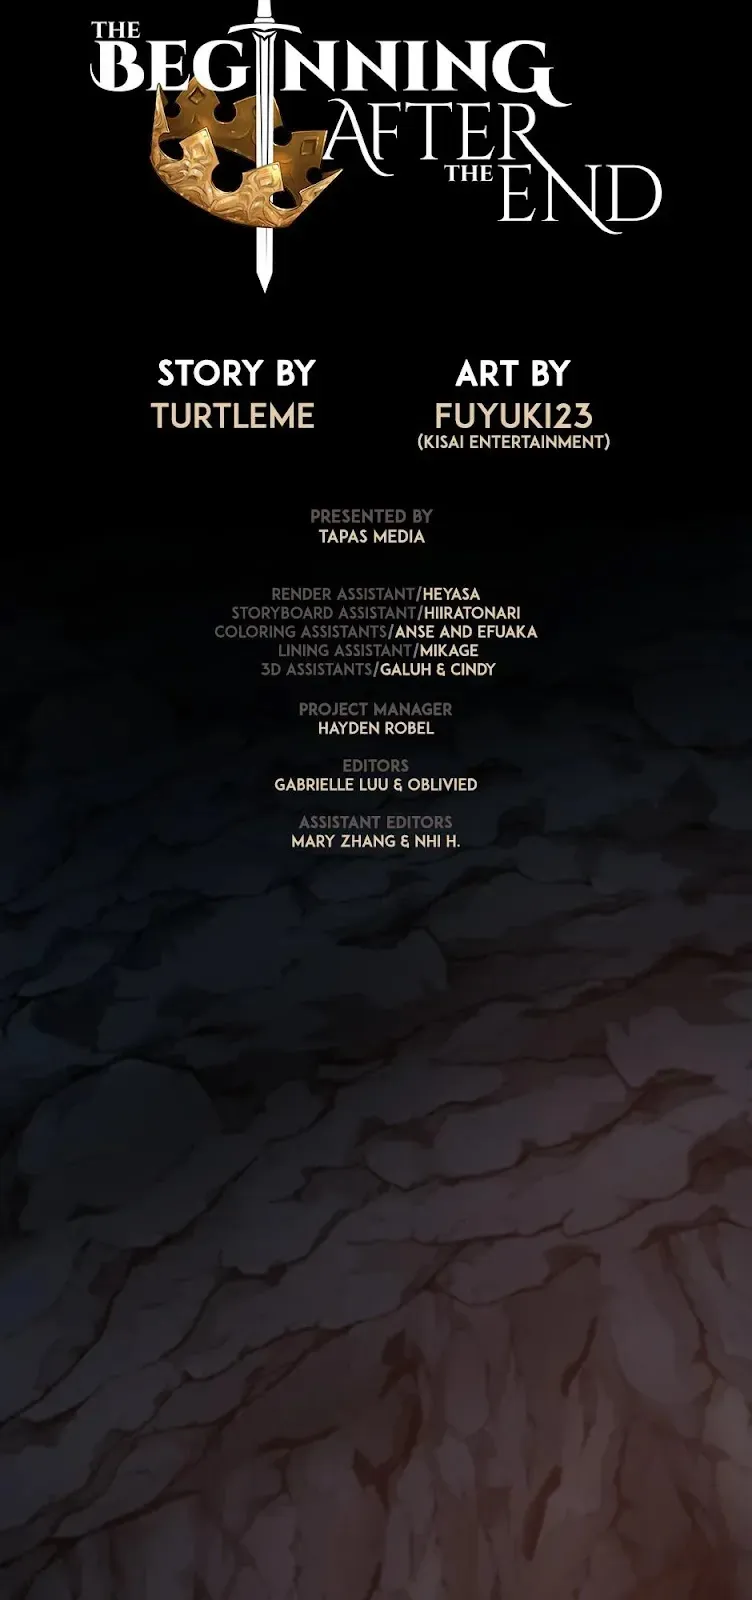 THE
BEGINNING
AFTER
THE END
STORY BY
TURTLEME
ART BY
FUYUKI23
(KISAI ENTERTAINMENT)
PRESENTED BY
TAPAS MEDIA
RENDER ASSISTANT/HEYASA
STORYBOARD ASSISTANT/HIIRATONARI
COLORING ASSISTANTS/ANSE AND EFUAKA
LINING ASSISTANT/MIKAGE
3D ASSISTANTS/GALUH & CINDY
PROJECT MANAGER
HAYDEN ROBEL
EDITORS
GABRIELLE LUU & OBLIVIED
ASSISTANT EDITORS
MARY ZHANG & NHI H.